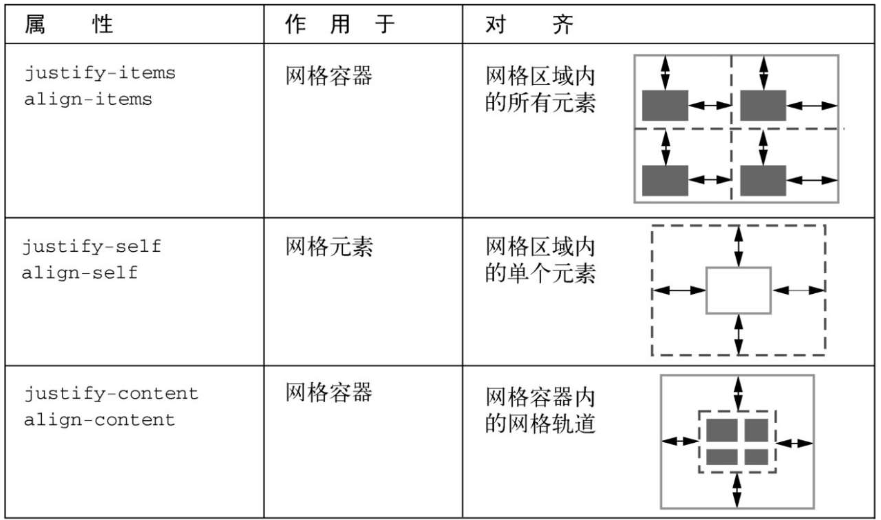 属 性 作 用 于 对 齐
justify-items 网格容器 网格区域内
align-items 的所有元素
justify-self 网格元素 网格区域内
align-self 的单个元素
justify-content 网格容器 网格容器内
align-content 的网格轨道